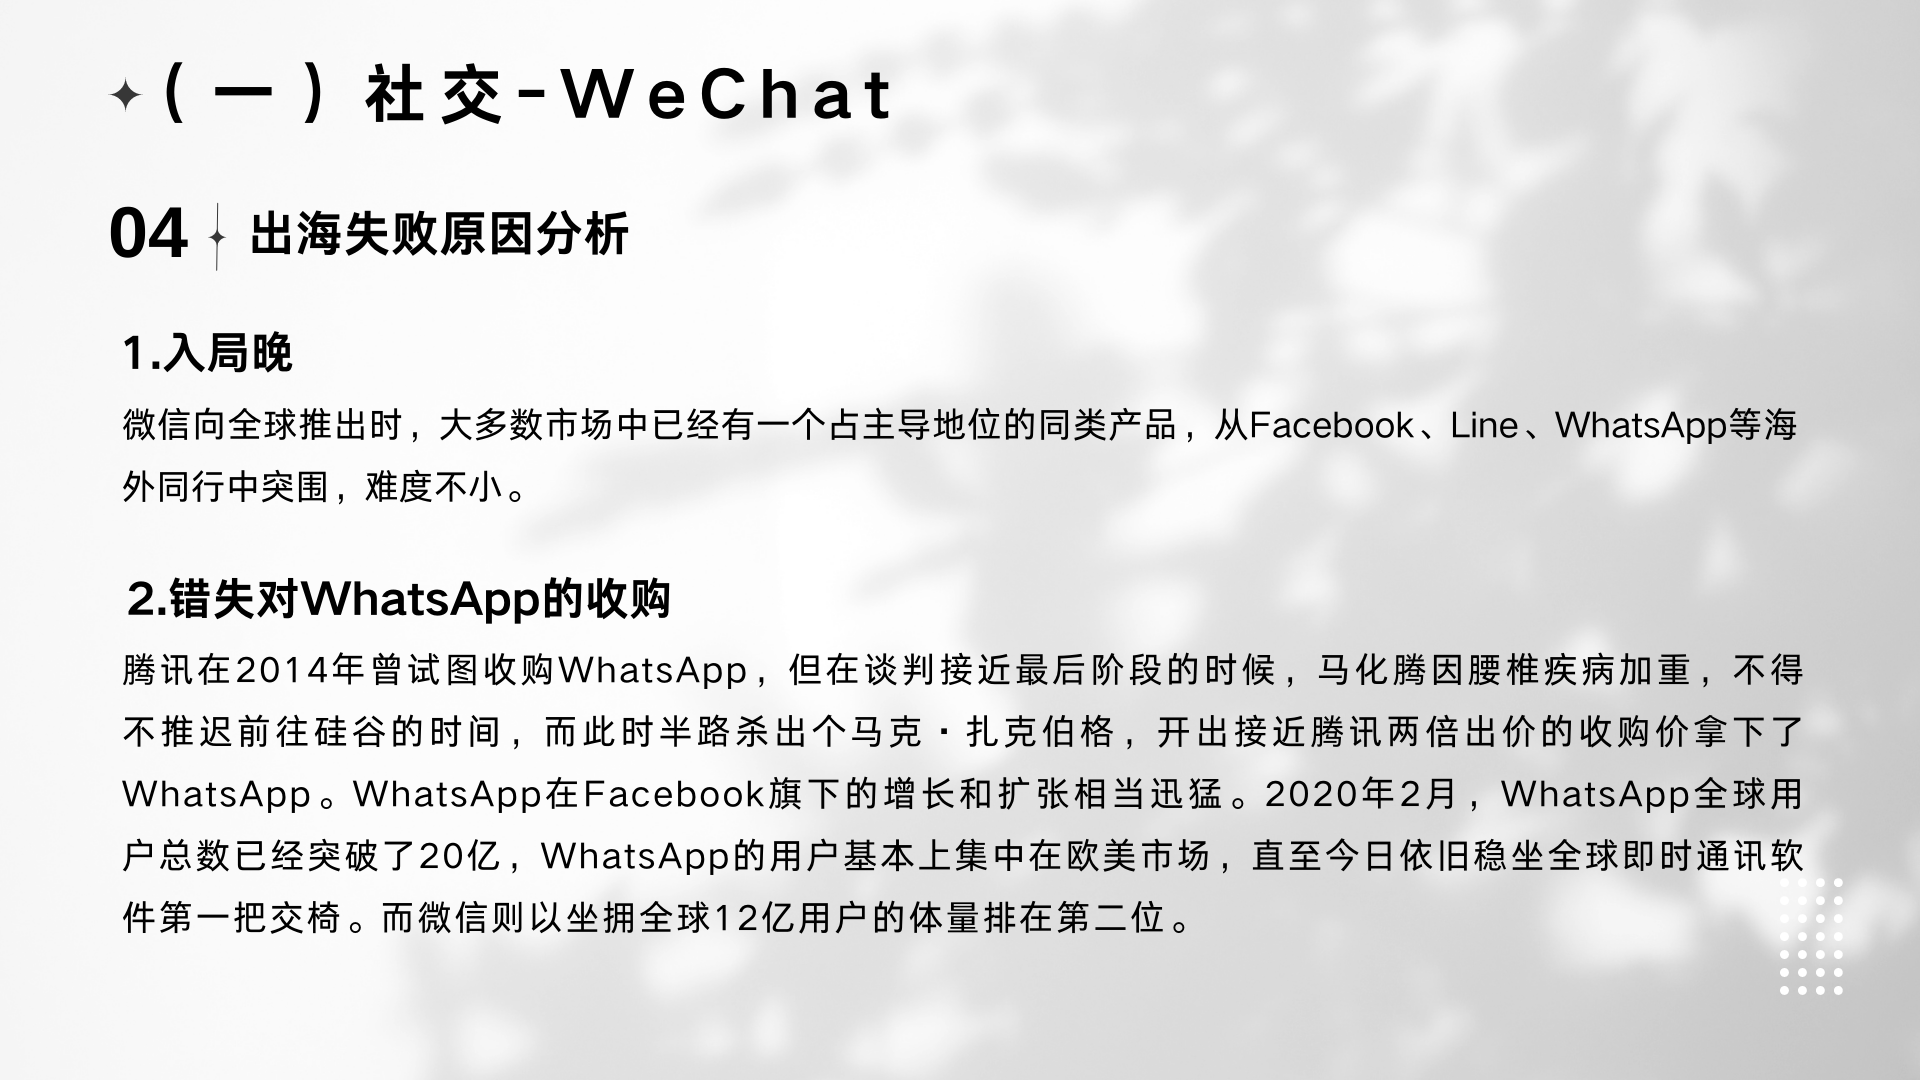 （一）社交-WeChat
04 出海失败原因分析
1.入局晚
微信向全球推出时，大多数市场中已经有一个占主导地位的同类产品，从Facebook、Line、WhatsApp等海
外同行中突围，难度不小。
2.错失对WhatsApp的收购
腾讯在2014年曾试图收购WhatsApp，但在谈判接近最后阶段的时候，马化腾因腰椎疾病加重，不得
不推迟前往硅谷的时间，而此时半路杀出个马克·扎克伯格，开出接近腾讯两倍出价的收购价拿下了
WhatsApp。WhatsApp在Facebook旗下的增长和扩张相当迅猛。2020年2月，WhatsApp全球用
户总数已经突破了20亿，WhatsApp的用户基本上集中在欧美市场，直至今日依旧稳坐全球即时通讯软
件第一把交椅。而微信则以坐拥全球12亿用户的体量排在第二位。